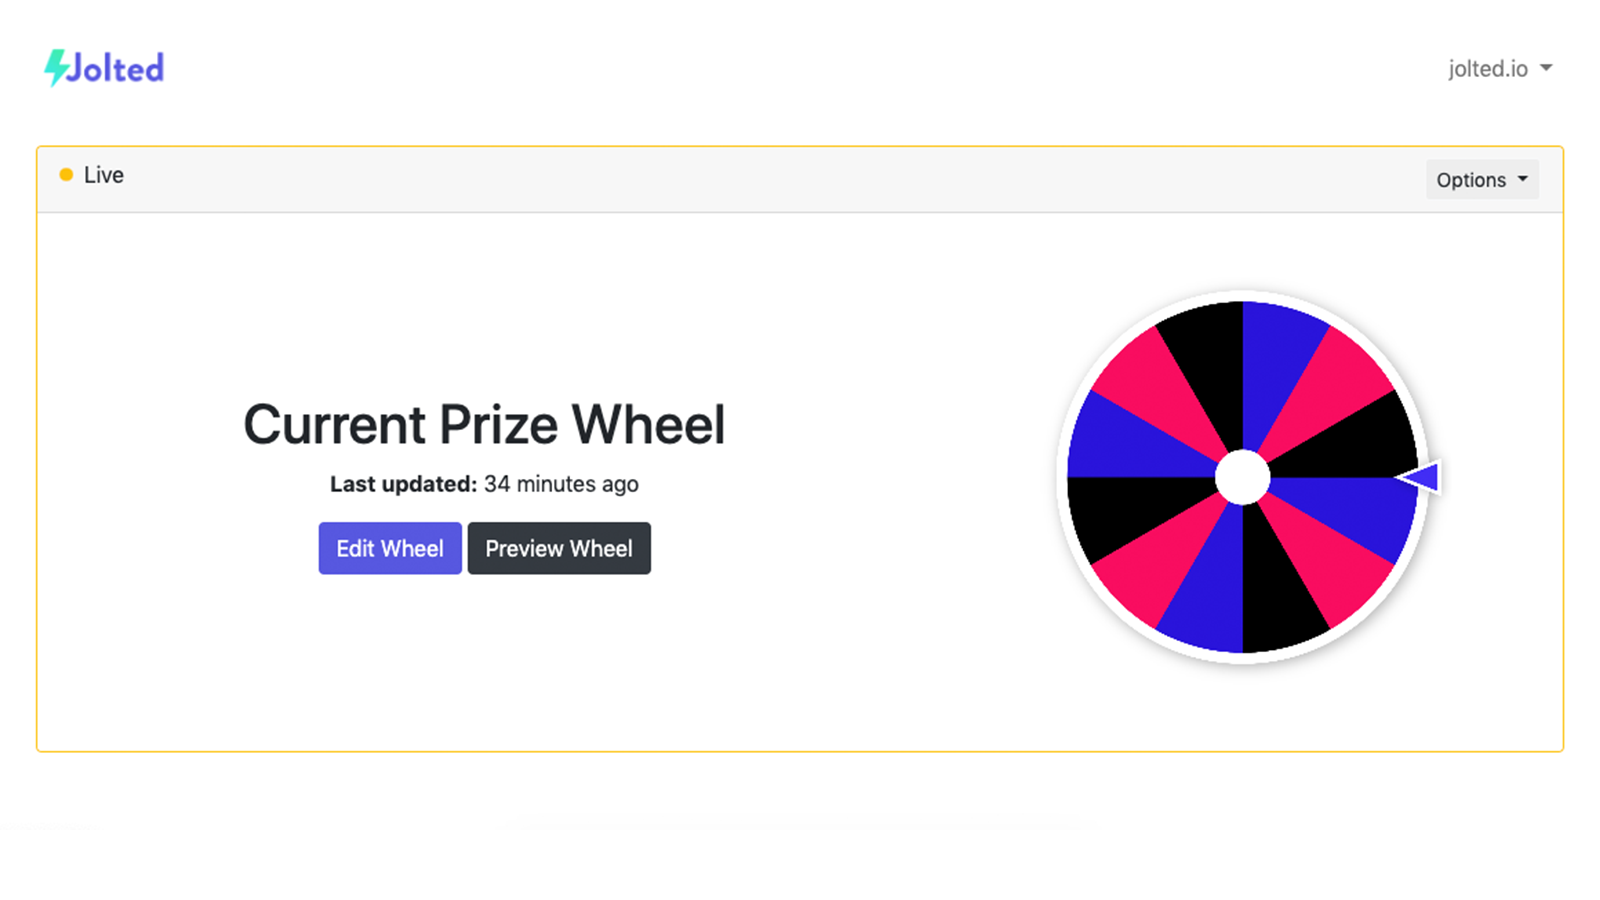 Jolted
jolted.io
Live
Options
Current Prize Wheel
Last updated: 34 minutes ago
Edit Wheel
Preview Wheel